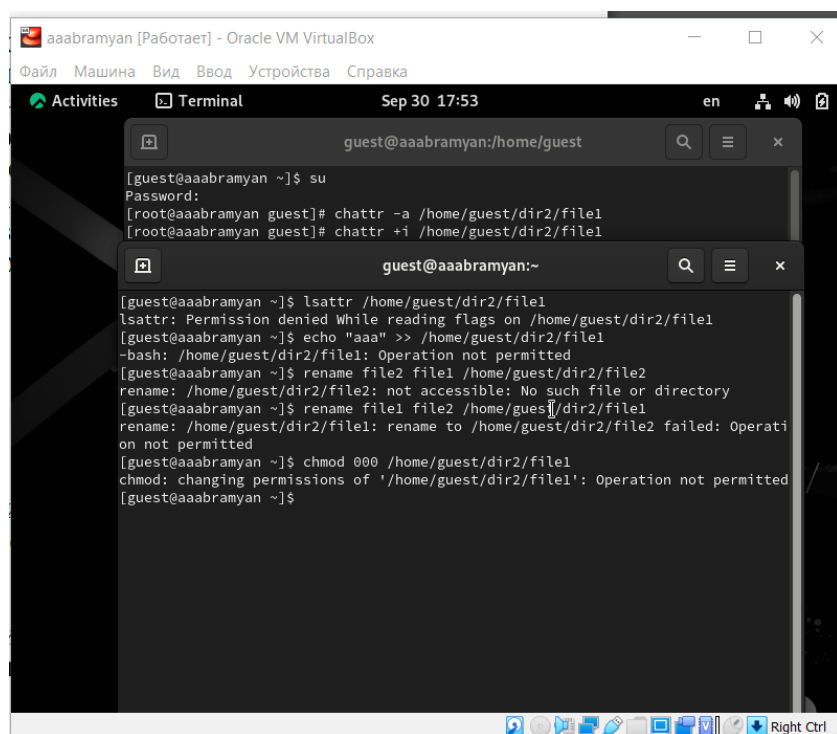 aaabramyan [Работает] - Oracle VM VirtualBox
Файл Машина Вид Ввод Устройства Справка
Activities Terminal Sep 30 17:53 en
guest@aaabramyan:/home/guest
[guest@aaabramyan ~]$ su
Password:
[root@aaabramyan guest]# chattr -a /home/guest/dir2/file1
[root@aaabramyan guest]# chattr +i /home/guest/dir2/file1
guest@aaabramyan:~
[guest@aaabramyan ~]$ lsattr /home/guest/dir2/file1
lsattr: Permission denied While reading flags on /home/guest/dir2/file1
[guest@aaabramyan ~]$ echo "aaa" >> /home/guest/dir2/file1
-bash: /home/guest/dir2/file1: Operation not permitted
[guest@aaabramyan ~]$ rename file2 file1 /home/guest/dir2/file2
rename: /home/guest/dir2/file2: not accessible: No such file or directory
[guest@aaabramyan ~]$ rename file1 file2 /home/guest/dir2/file1
rename: /home/guest/dir2/file1: rename to /home/guest/dir2/file2 failed: Operati
on not permitted
[guest@aaabramyan ~]$ chmod 000 /home/guest/dir2/file1
chmod: changing permissions of '/home/guest/dir2/file1': Operation not permitted
[guest@aaabramyan ~]$
Right Ctrl